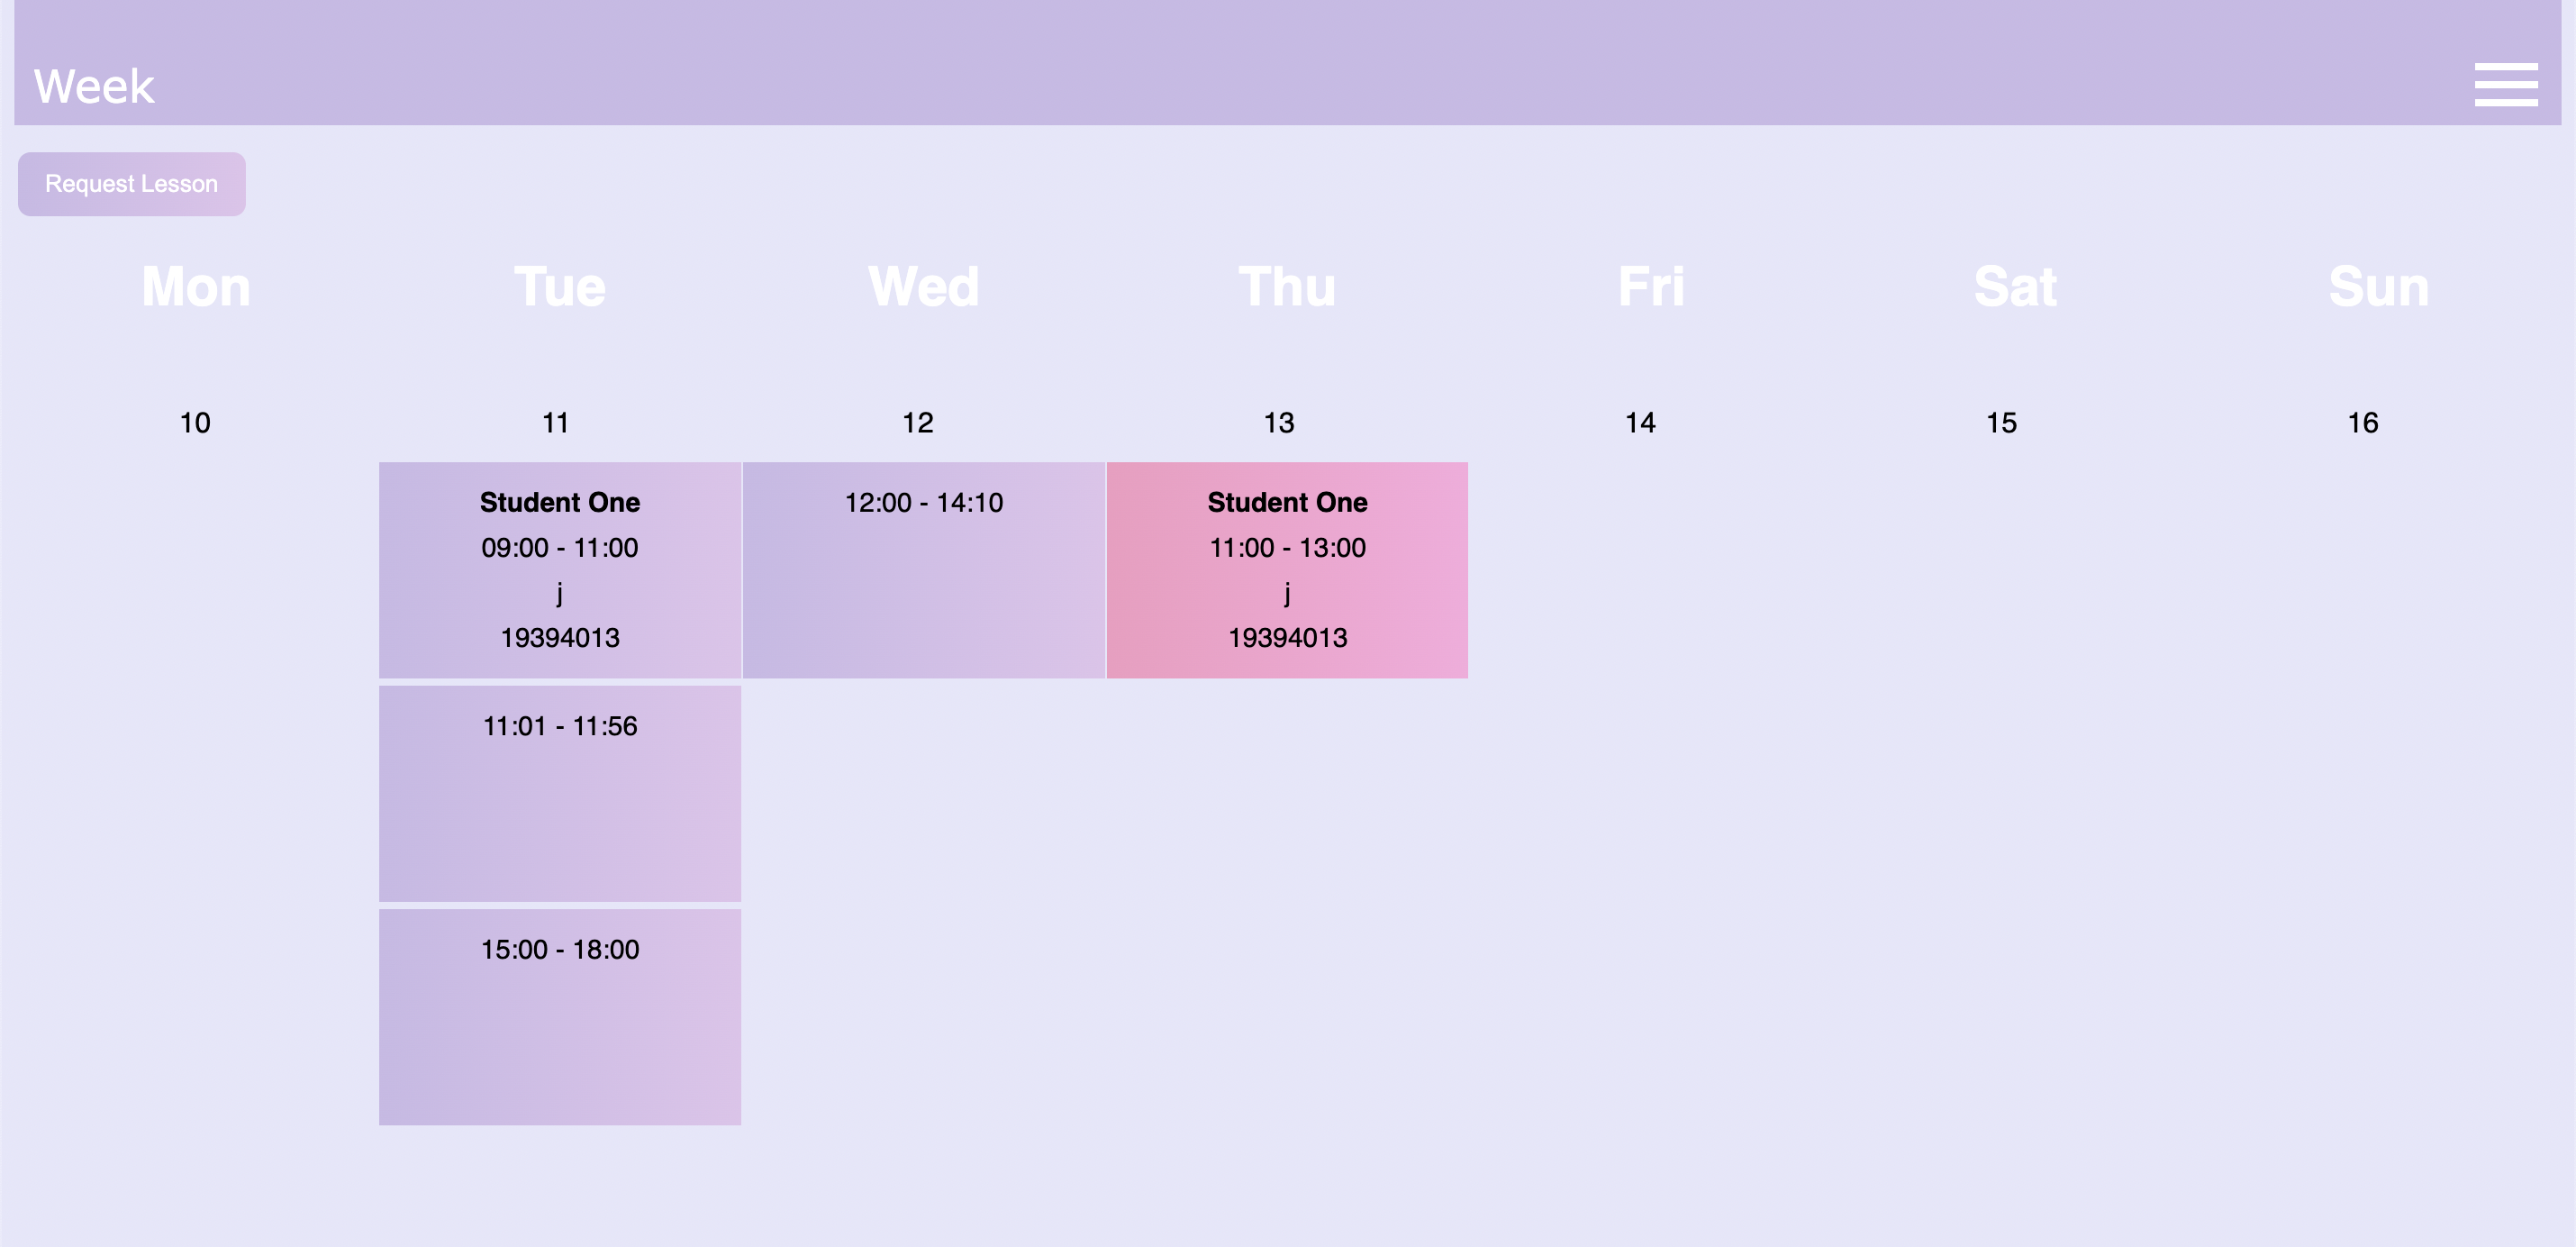 Week
Request Lesson
Mon Tue Wed Thu Fri Sat Sun
10 11 12 13 14 15 16
Student One
09:00 - 11:00
j
19394013
11:01 - 11:56
15:00 - 18:00
12:00 - 14:10
Student One
11:00 - 13:00
j
19394013